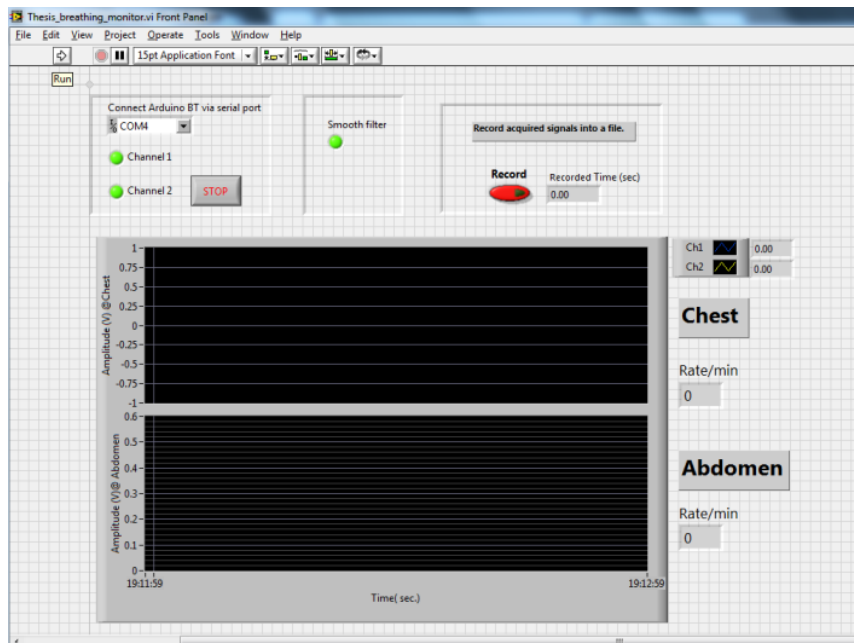 Thesis_breathing_monitor.vi Front Panel
File Edit View Project Operate Tools Window Help
15pt Application Font
Run
Connect Arduino BT via serial port
COM4
Channel 1
Channel 2
STOP
Smooth filter
Record acquired signals into a file.
Record
Recorded Time (sec)
0.00
Ch1
0.00
Ch2
0.00
Amplitude (V) @Chest
1
0.75
0.5
0.25
0
-0.25
-0.5
-0.75
-1
Chest
Rate/min
0
Amplitude (V)@ Abdomen
0.6
0.5
0.4
0.3
0.2
0.1
0
19:11:59
19:12:59
Time( sec.)
Abdomen
Rate/min
0